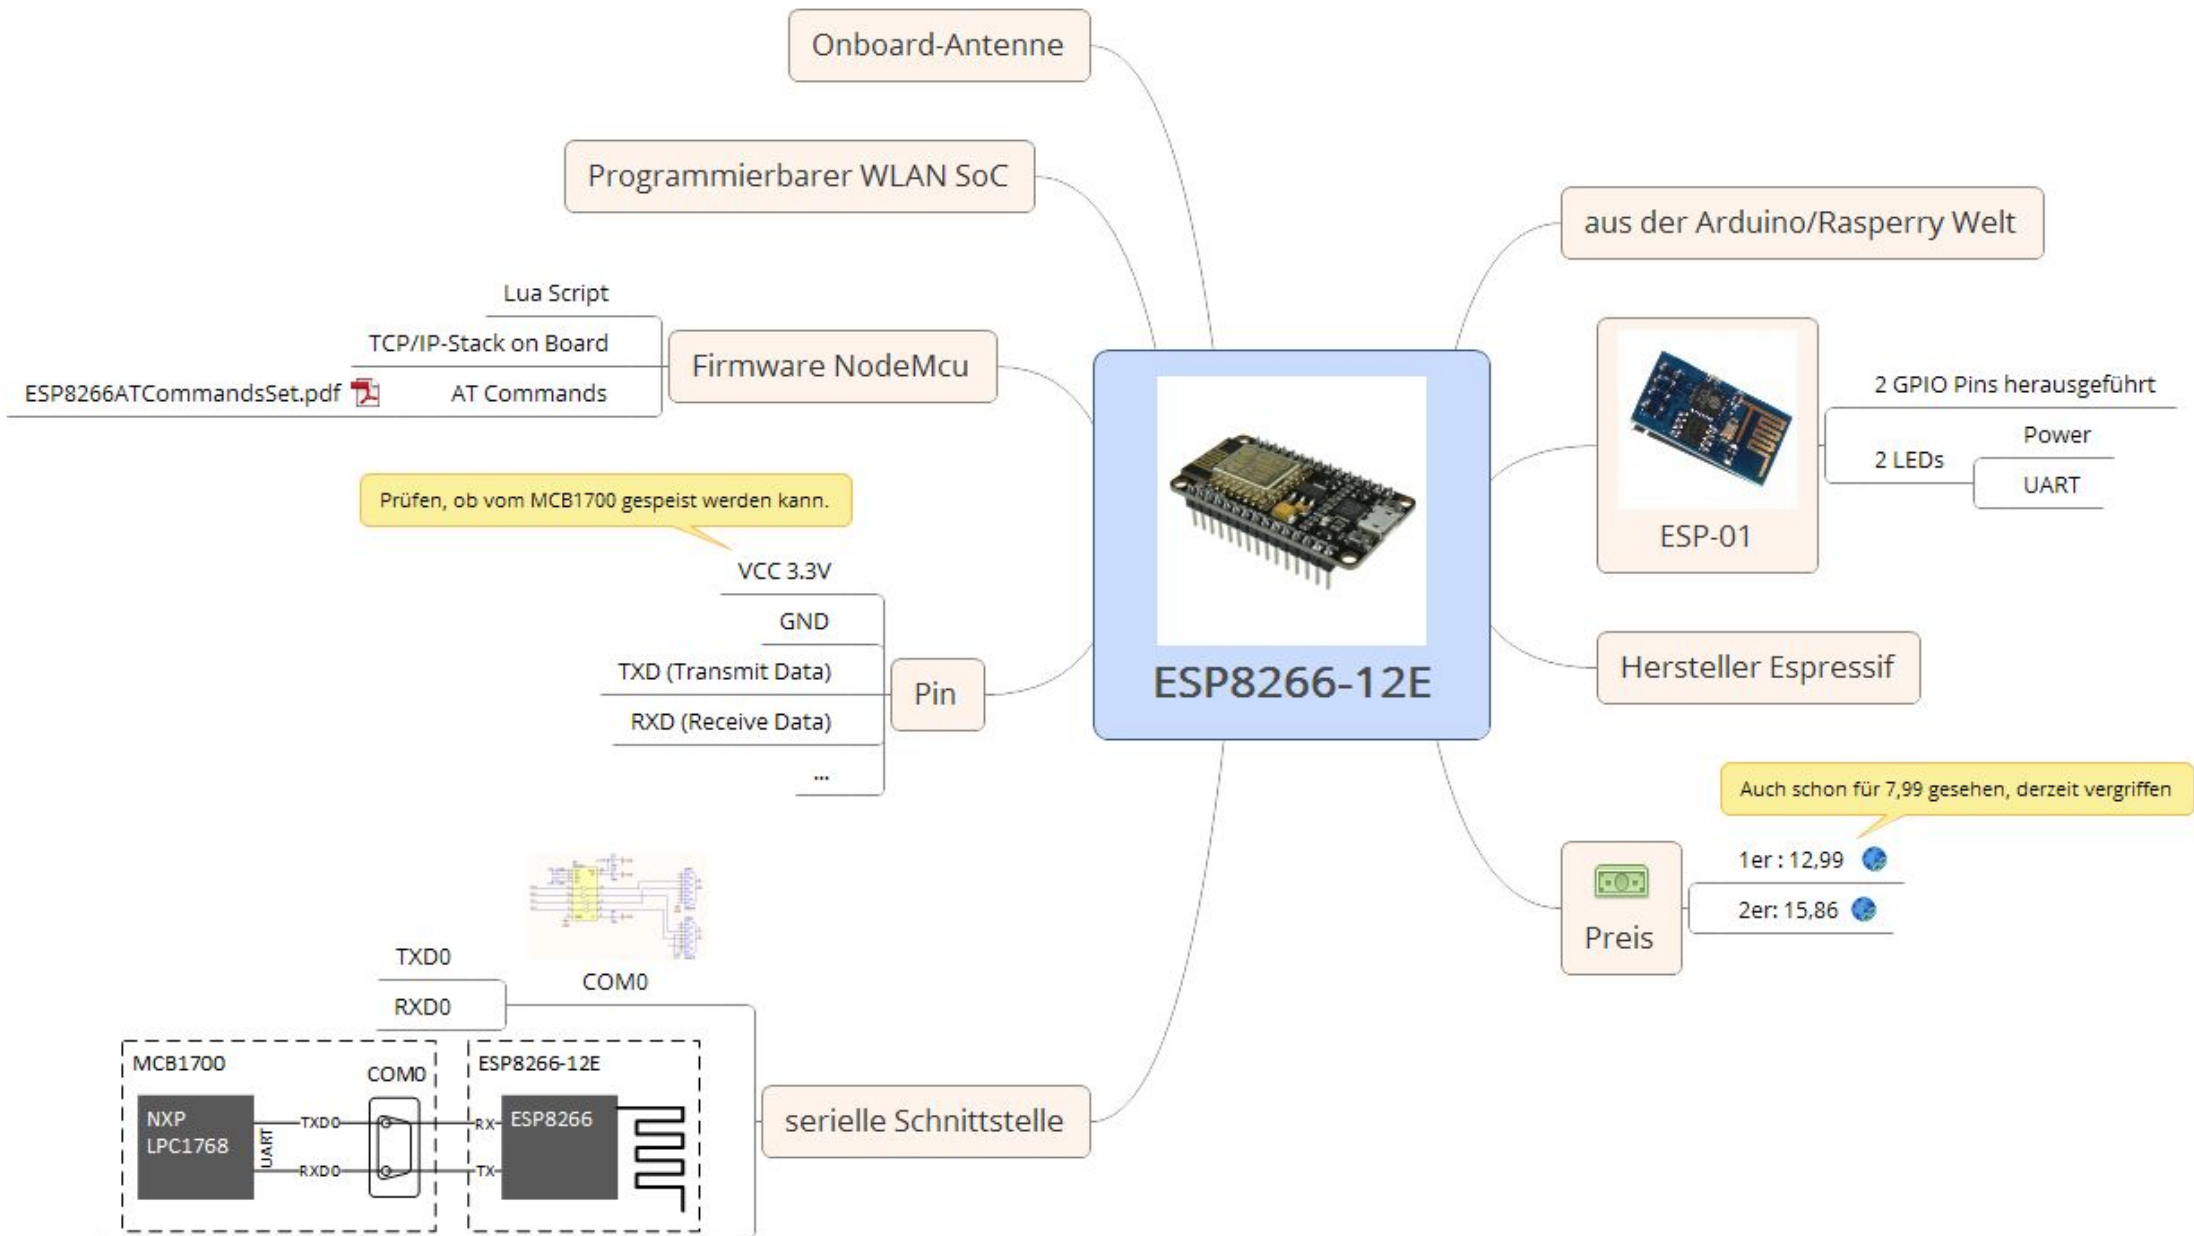 Onboard-Antenne
Programmierbarer WLAN SoC
aus der Arduino/Rasperry Welt
Lua Script
TCP/IP-Stack on Board
ESP8266ATCommandsSet.pdf AT Commands
Firmware NodeMcu
2 GPIO Pins herausgeführt
2 LEDs
Power
UART
ESP-01
Prüfen, ob vom MCB1700 gespeist werden kann.
VCC 3.3V
GND
TXD (Transmit Data)
RXD (Receive Data)
...
Pin
ESP8266-12E
Hersteller Espressif
Auch schon für 7,99 gesehen, derzeit vergriffen
1er : 12,99
2er: 15,86
Preis
TXD0
RXD0
COM0
MCB1700
COM0
ESP8266-12E
NXP
LPC1768
UART
TXD0
RXD0
RX
TX
ESP8266
serielle Schnittstelle